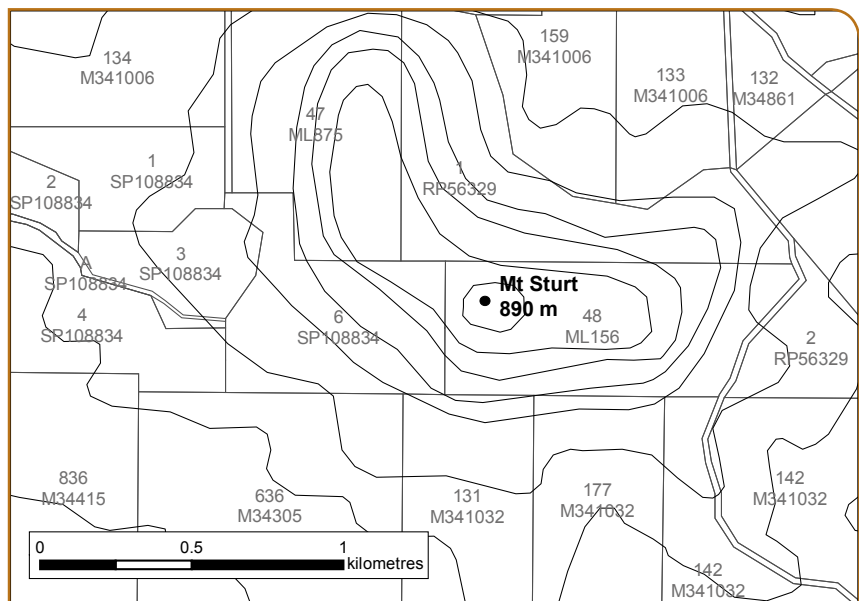 159
M341006
134
M341006
133
M341006
132
M34861
47
ML875
1
SP108834
1
RP56329
2
SP108834
3
SP108834
A
SP108834
Mt Sturt
890 m
4
SP108834
6
SP108834
48
ML156
2
RP56329
836
M34415
636
M34305
131
M341032
177
M341032
142
M341032
0 0.5 1
kilometres
142
M341032